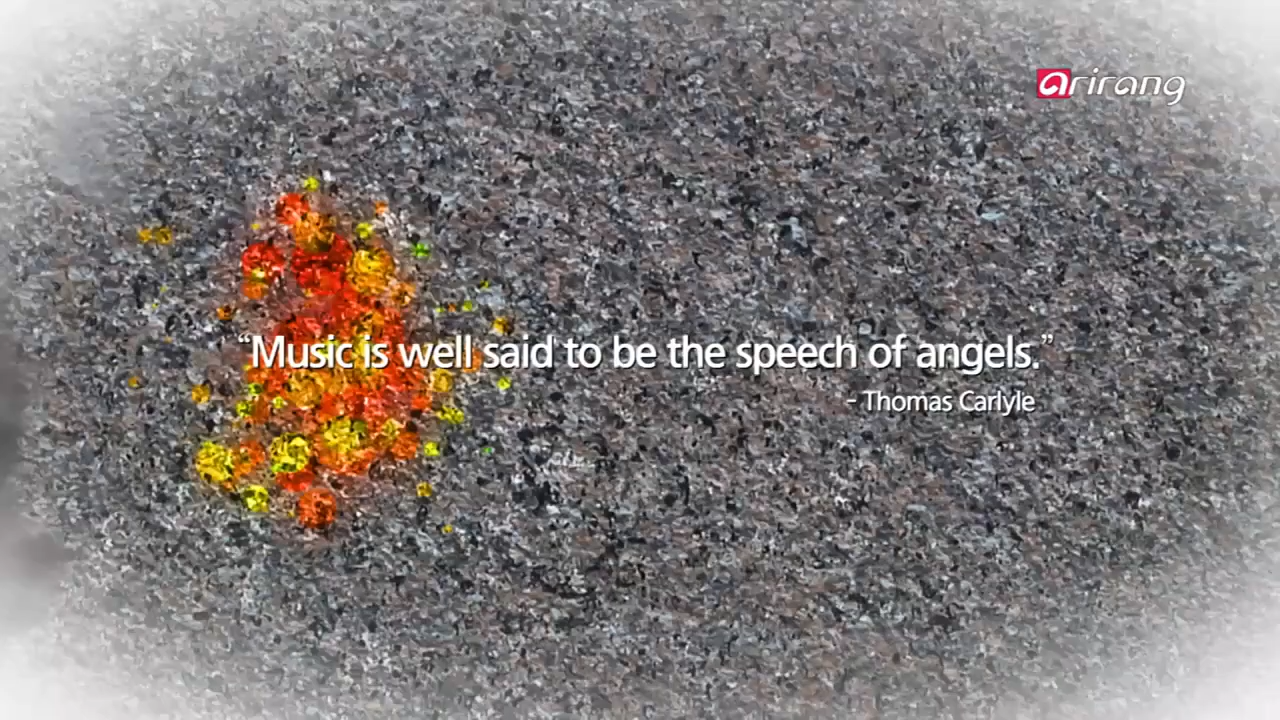 arirang
“Music is well said to be the speech of angels.”
- Thomas Carlyle